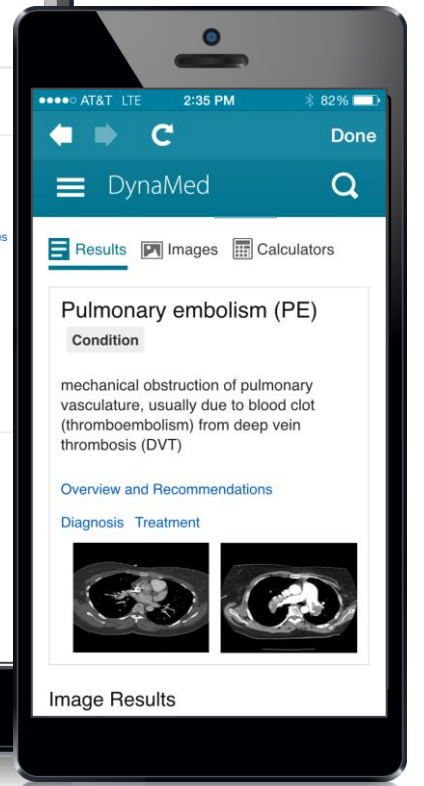 AT&T LTE 2:35 PM 82%
Done
DynaMed
Results Images Calculators
Pulmonary embolism (PE)
Condition
mechanical obstruction of pulmonary
vasculature, usually due to blood clot
(thromboembolism) from deep vein
thrombosis (DVT)
Overview and Recommendations
Diagnosis Treatment
Image Results